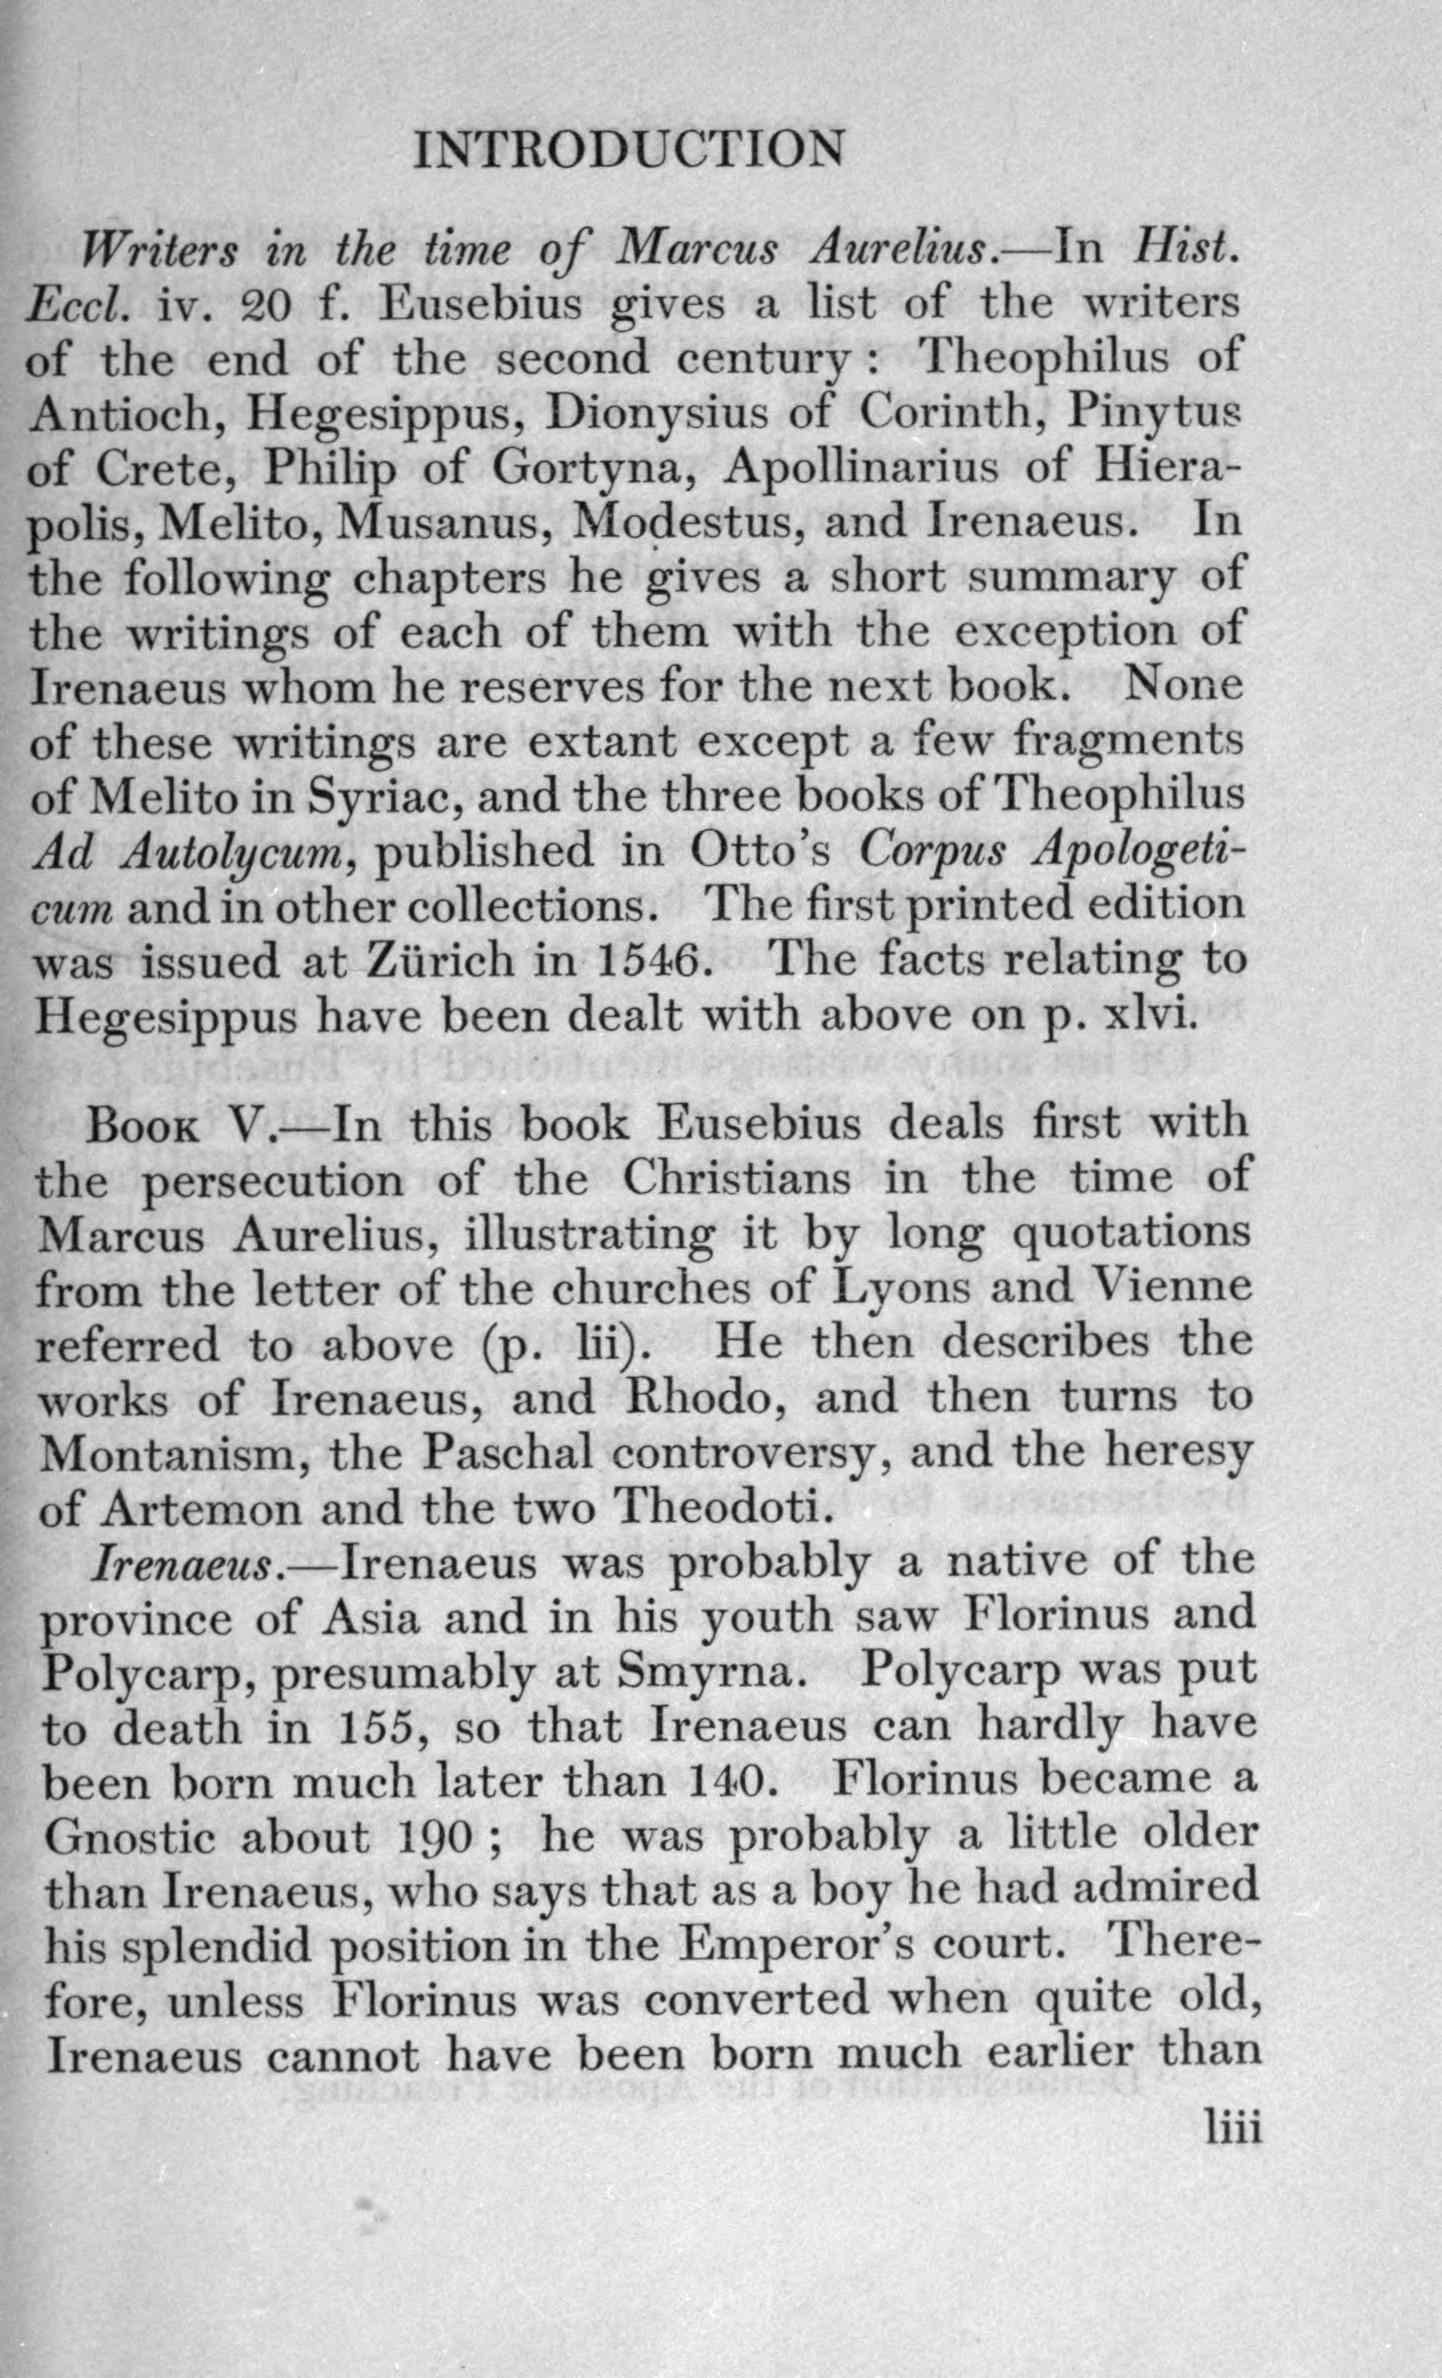 INTRODUCTION
Writers in the time of Marcus Aurelius.—In Hist.
Eccl. iv. 20 f. Eusebius gives a list of the writers
of the end of the second century : Theophilus of
Antioch, Hegesippus, Dionysius of Corinth, Pinytus
of Crete, Philip of Gortyna, Apollinarius of Hiera-
polis, Melito, Musanus, Modestus, and Irenaeus. In
the following chapters he gives a short summary of
the writings of each of them with the exception of
Irenaeus whom he reserves for the next book. None
of these writings are extant except a few fragments
of Melito in Syriac, and the three books of Theophilus
Ad Autolycum, published in Otto's Corpus Apologeti-
cum and in other collections. The first printed edition
was issued at Zürich in 1546. The facts relating to
Hegesippus have been dealt with above on p. xlvi.
Book V.—In this book Eusebius deals first with
the persecution of the Christians in the time of
Marcus Aurelius, illustrating it by long quotations
from the letter of the churches of Lyons and Vienne
referred to above (p. lii). He then describes the
works of Irenaeus, and Rhodo, and then turns to
Montanism, the Paschal controversy, and the heresy
of Artemon and the two Theodoti.
Irenaeus.—Irenaeus was probably a native of the
province of Asia and in his youth saw Florinus and
Polycarp, presumably at Smyrna. Polycarp was put
to death in 155, so that Irenaeus can hardly have
been born much later than 140. Florinus became a
Gnostic about 190 ; he was probably a little older
than Irenaeus, who says that as a boy he had admired
his splendid position in the Emperor's court. There-
fore, unless Florinus was converted when quite old,
Irenaeus cannot have been born much earlier than
liii